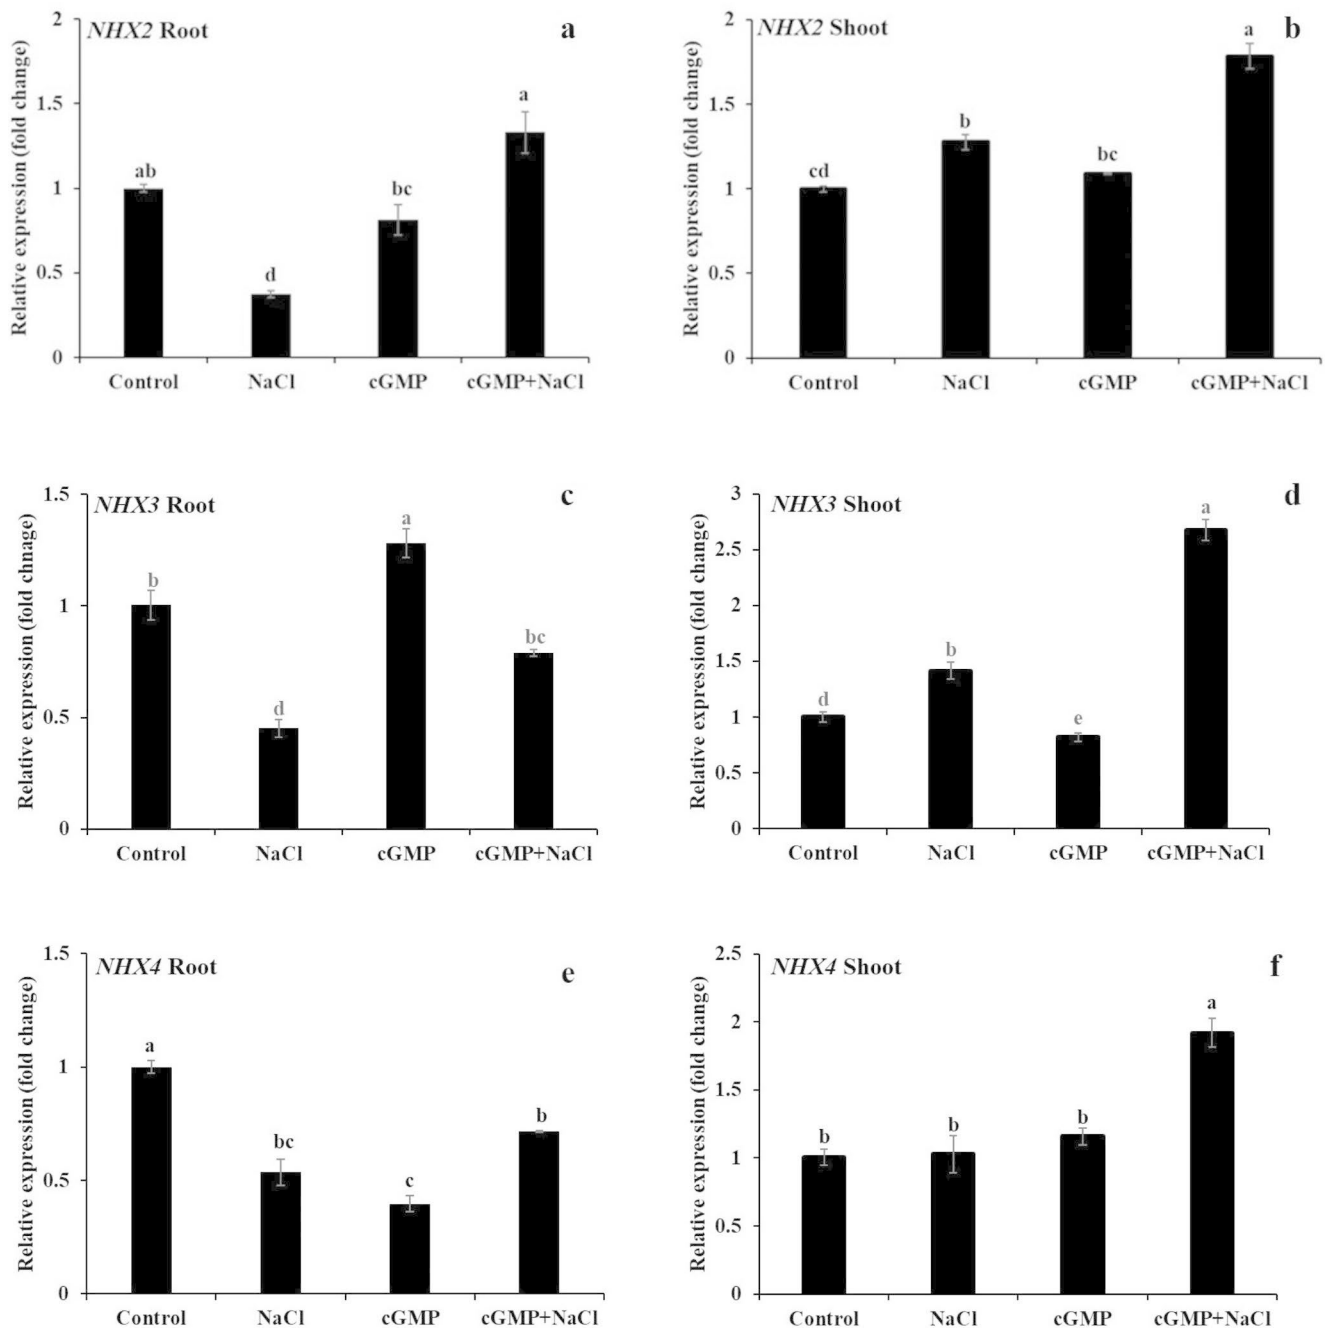 NHX2 Root
a
Relative expression (fold change)
2
1.5
1
0.5
0
ab
d
bc
a
Control NaCl cGMP cGMP+NaCl
NHX2 Shoot
b
Relative expression (fold change)
2
1.5
1
0.5
0
cd
b
bc
a
Control NaCl cGMP cGMP+NaCl
NHX3 Root
c
Relative expression (fold chnage)
1.5
1
0.5
0
b
d
a
bc
Control NaCl cGMP cGMP+NaCl
NHX3 Shoot
d
Relative expression (fold change)
3
2.5
2
1.5
1
0.5
0
d
b
e
a
Control NaCl cGMP cGMP+NaCl
NHX4 Root
e
Relative expression (fold change)
1.5
1
0.5
0
a
bc
c
b
Control NaCl cGMP cGMP+NaCl
NHX4 Shoot
f
Relative expression (fold change)
2.5
2
1.5
1
0.5
0
b
b
b
a
Control NaCl cGMP cGMP+NaCl